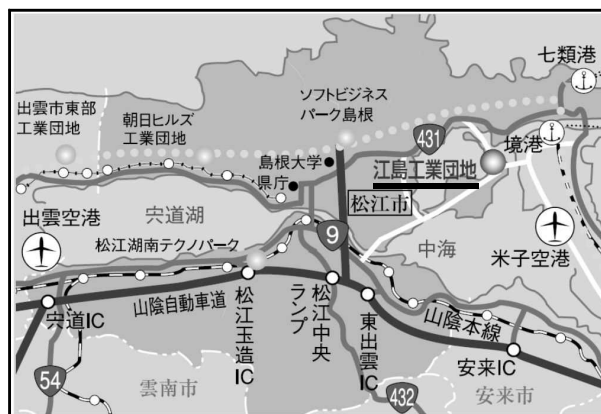 七類港
ソフトビジネス
パーク島根
出雲市東部
工業団地
朝日ヒルズ
工業団地
431
境港
島根大学
県庁
江島工業団地
松江市
出雲空港
宍道湖
9
中海
米子空港
松江湖南テクノパーク
山陰自動車道
宍道IC
松江玉造IC
松江中央
ランプ
東出雲IC
山陰本線
安来IC
54
雲南市
432
安来市